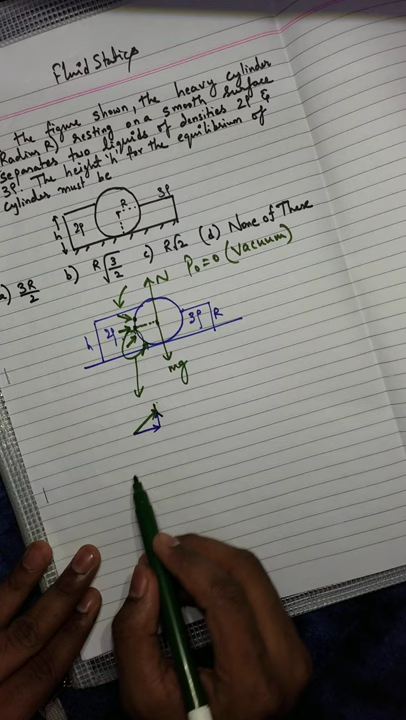 Fluid Statics
the figure shown, the heavy cylinder
Radius R) resting on a smooth surface
separates two liquids of densities 2ρ &
3ρ. The height 'h' for the equilibrium of
cylinder must be
R
3ρ
h
2ρ
a) 3R/2 b) R√3/2 c) R√2 (d) None of These
N P₀=0 (Vacuum)
h 2ρ 3ρ R
mg